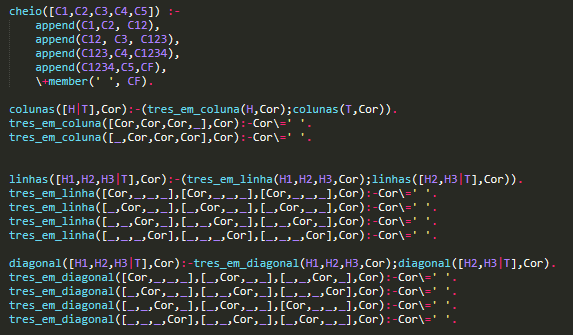 cheio([C1,C2,C3,C4,C5]) :-
append(C1,C2, C12),
append(C12, C3, C123),
append(C123,C4,C1234),
append(C1234,C5,CF),
\+member(' ', CF).
colunas([H|T],Cor):-(tres_em_coluna(H,Cor);colunas(T,Cor)).
tres_em_coluna([Cor,Cor,Cor,_],Cor):-Cor\=' '.
tres_em_coluna([_,Cor,Cor,Cor],Cor):-Cor\=' '.
linhas([H1,H2,H3|T],Cor):-(tres_em_linha(H1,H2,H3,Cor);linhas([H2,H3|T],Cor)).
tres_em_linha([Cor,_,_,_],[Cor,_,_,_],[Cor,_,_,_],Cor):-Cor\=' '.
tres_em_linha([_,Cor,_,_],[_,Cor,_,_],[_,Cor,_,_],Cor):-Cor\=' '.
tres_em_linha([_,_,Cor,_],[_,_,Cor,_],[_,_,Cor,_],Cor):-Cor\=' '.
tres_em_linha([_,_,_,Cor],[_,_,_,Cor],[_,_,_,Cor],Cor):-Cor\=' '.
diagonal([H1,H2,H3|T],Cor):-tres_em_diagonal(H1,H2,H3,Cor);diagonal([H2,H3|T],Cor).
tres_em_diagonal([Cor,_,_,_],[_,Cor,_,_],[_,_,Cor,_],Cor):-Cor\=' '.
tres_em_diagonal([_,Cor,_,_],[_,_,Cor,_],[_,_,_,Cor],Cor):-Cor\=' '.
tres_em_diagonal([_,_,Cor,_],[_,Cor,_,_],[Cor,_,_,_],Cor):-Cor\=' '.
tres_em_diagonal([_,_,_,Cor],[_,_,Cor,_],[_,Cor,_,_],Cor):-Cor\=' '.